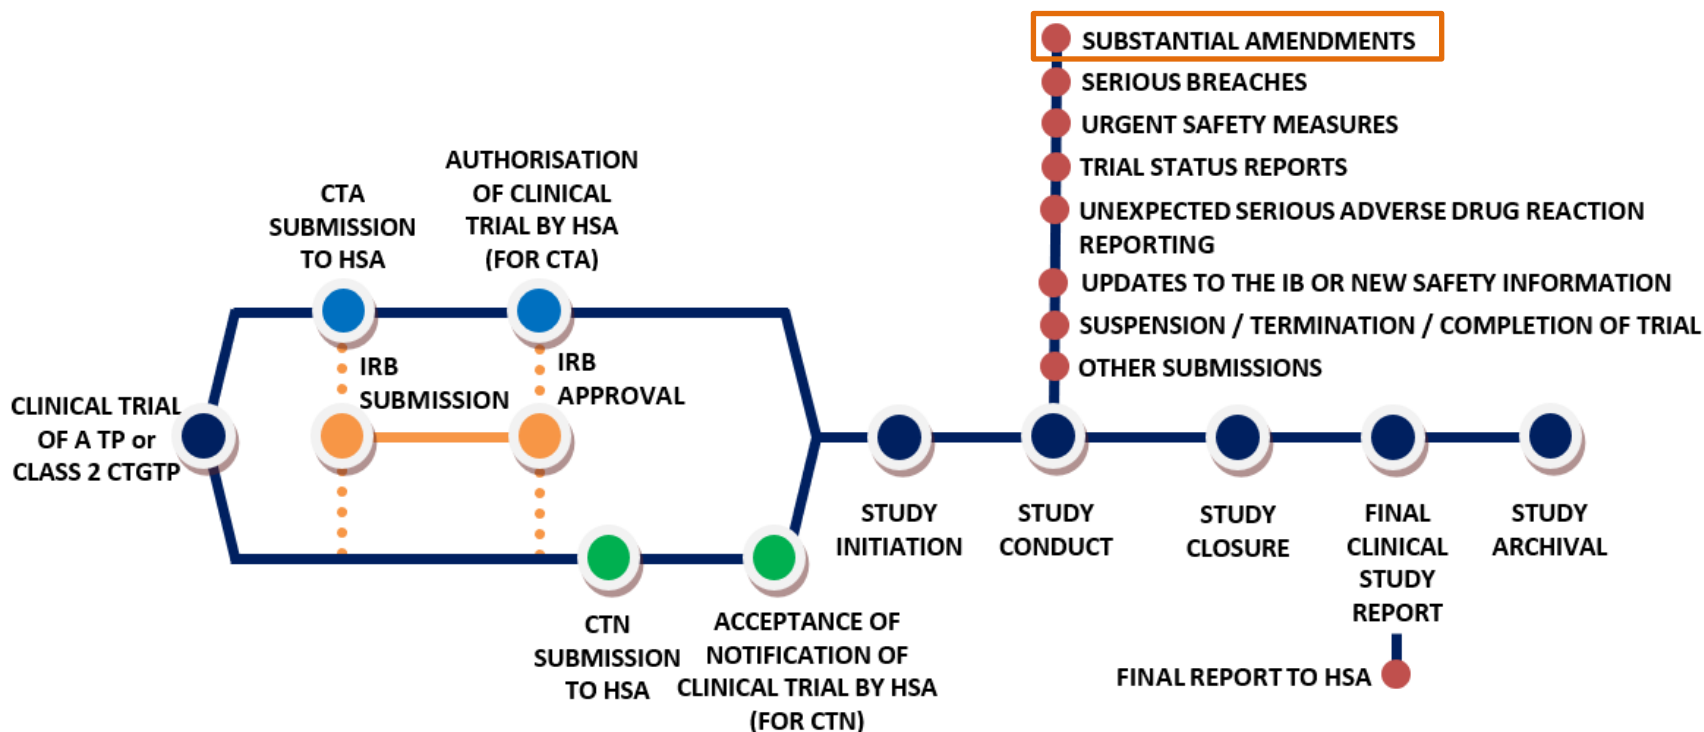 SUBSTANTIAL AMENDMENTS
SERIOUS BREACHES
URGENT SAFETY MEASURES
TRIAL STATUS REPORTS
UNEXPECTED SERIOUS ADVERSE DRUG REACTION
REPORTING
UPDATES TO THE IB OR NEW SAFETY INFORMATION
SUSPENSION / TERMINATION / COMPLETION OF TRIAL
OTHER SUBMISSIONS
CTA
SUBMISSION
TO HSA
AUTHORISATION
OF CLINICAL
TRIAL BY HSA
(FOR CTA)
IRB
SUBMISSION
IRB
APPROVAL
CLINICAL TRIAL
OF A TP or
CLASS 2 CTGTP
CTN
SUBMISSION
TO HSA
ACCEPTANCE OF
NOTIFICATION OF
CLINICAL TRIAL BY HSA
(FOR CTN)
STUDY
INITIATION
STUDY
CONDUCT
STUDY
CLOSURE
FINAL
CLINICAL
STUDY
REPORT
STUDY
ARCHIVAL
FINAL REPORT TO HSA